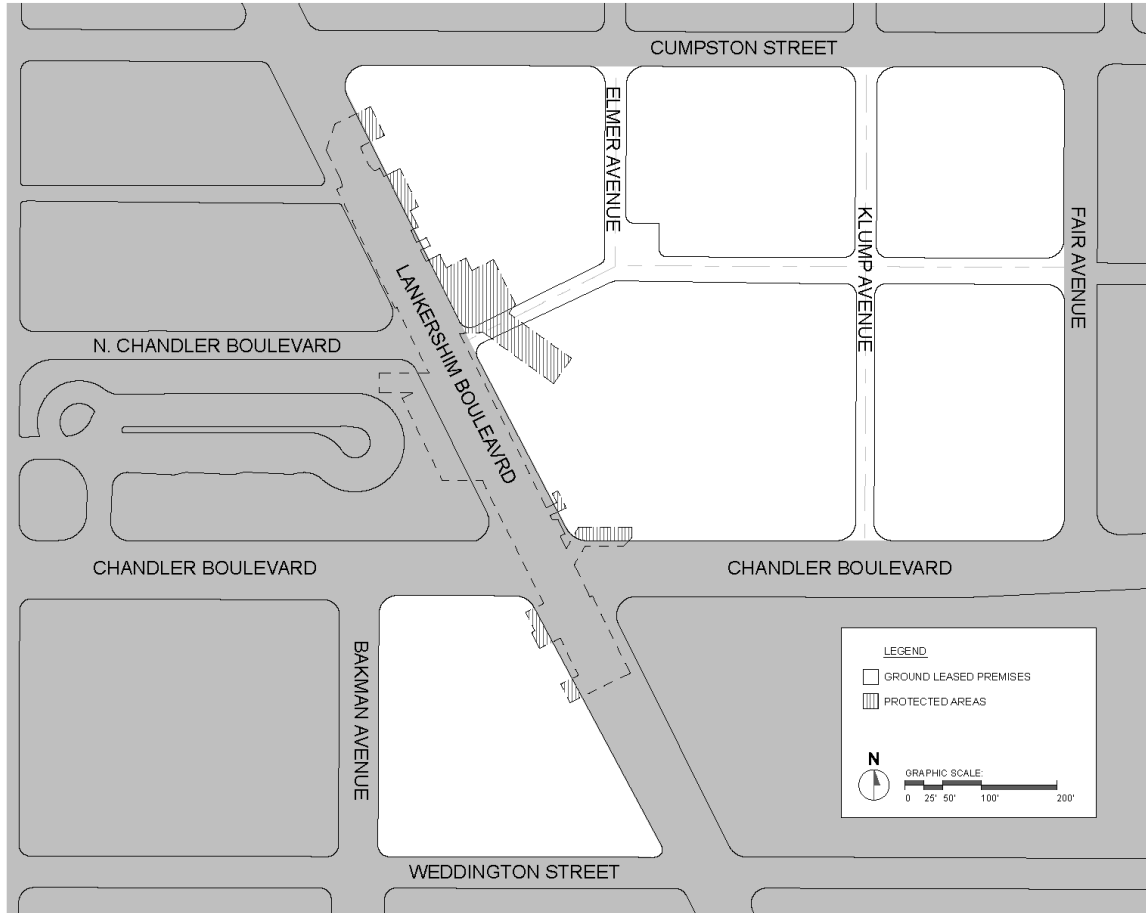 CUMPSTON STREET
ELMER AVENUE
KLUMP AVENUE
FAIR AVENUE
LANKERSHIM BOULEAVRD
N. CHANDLER BOULEVARD
CHANDLER BOULEVARD
CHANDLER BOULEVARD
BAKMAN AVENUE
LEGEND
GROUND LEASED PREMISES
PROTECTED AREAS
N
GRAPHIC SCALE:
0 25' 50' 100' 200'
WEDDINGTON STREET